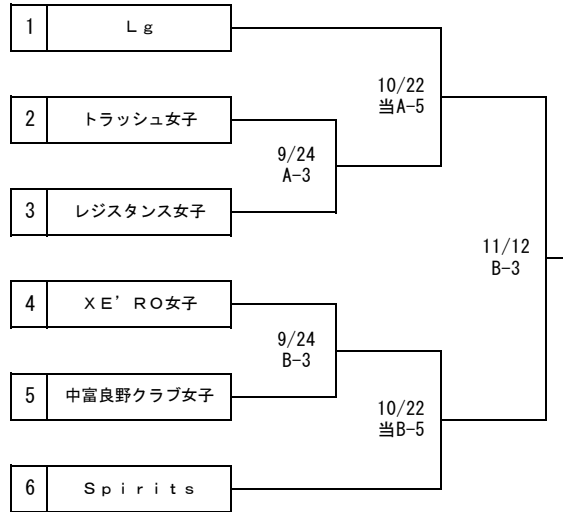 1 Ｌｇ
10/22
当A-5
2 トラッシュ女子
9/24
A-3
3 レジスタンス女子
11/12
B-3
4 ＸＥ’ＲＯ女子
9/24
B-3
5 中富良野クラブ女子
10/22
当B-5
6 Ｓｐｉｒｉｔｓ